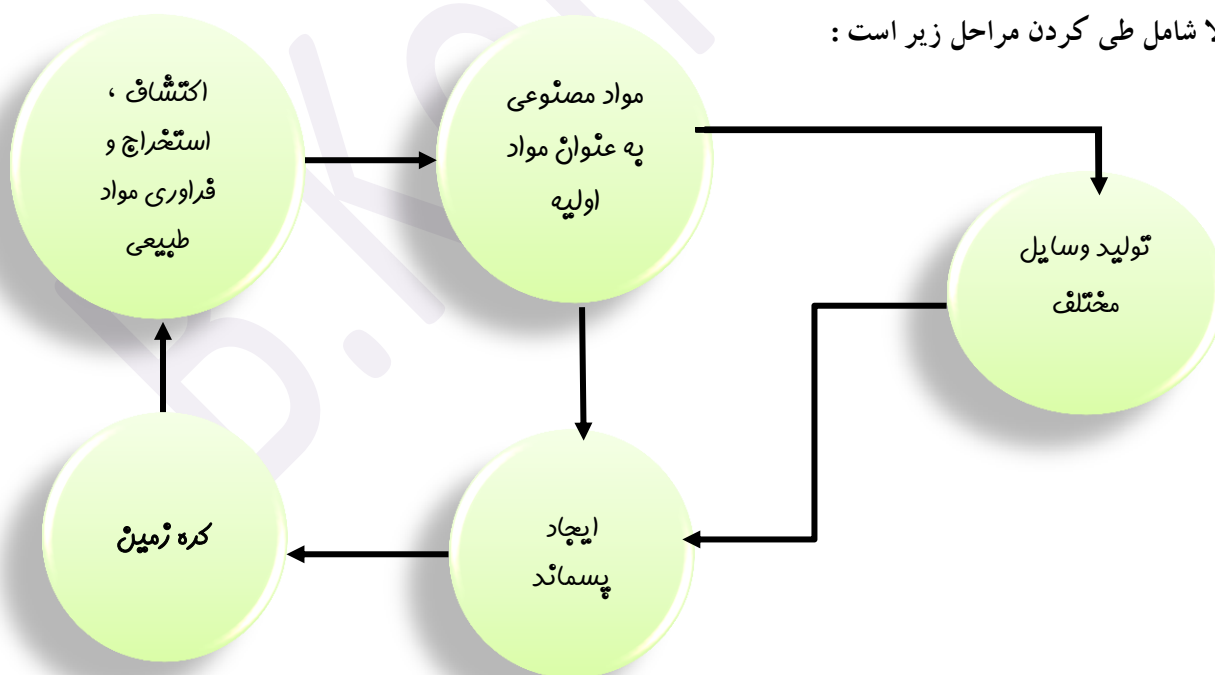 لا شامل طی کردن مراحل زیر است :
اکتشاف ،
استخراج و
فراوری مواد
طبیعی
مواد مصنوعی
به عنوان مواد
اولیه
تولید وسایل
مختلف
ایجاد
پسماند
کره زمین